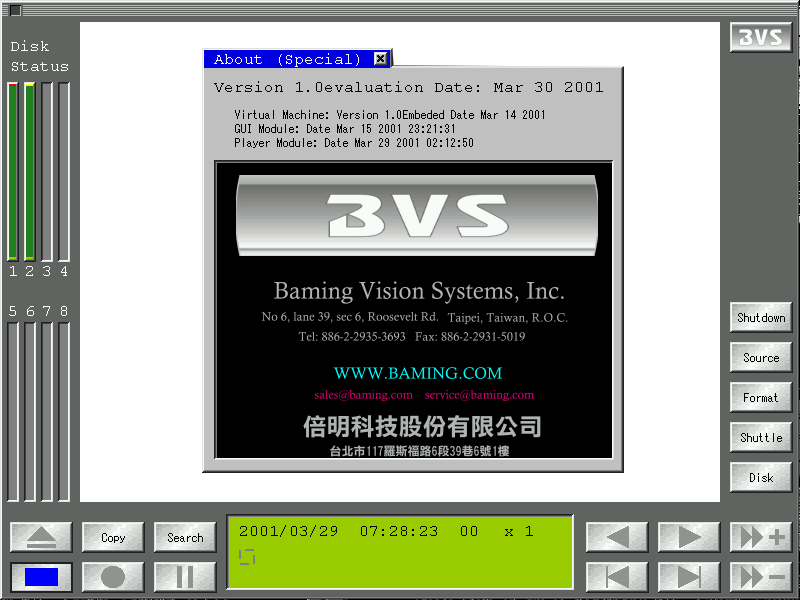 Disk
Status
1 2 3 4
5 6 7 8
About (Special)
Version 1.0evaluation Date: Mar 30 2001
Virtual Machine: Version 1.0Embeded Date Mar 14 2001
GUI Module: Date Mar 15 2001 23:21:31
Player Module: Date Mar 29 2001 02:12:50
BVS
Baming Vision Systems, Inc.
No 6, lane 39, sec 6, Roosevelt Rd. Taipei, Taiwan, R.O.C.
Tel: 886-2-2935-3693 Fax: 886-2-2931-5019
WWW.BAMING.COM
sales@baming.com service@baming.com
倍明科技股份有限公司
台北市117羅斯福路6段39巷6號1樓
BVS
Shutdown
Source
Format
Shuttle
Disk
Copy
Search
2001/03/29 07:28:23 00 x 1